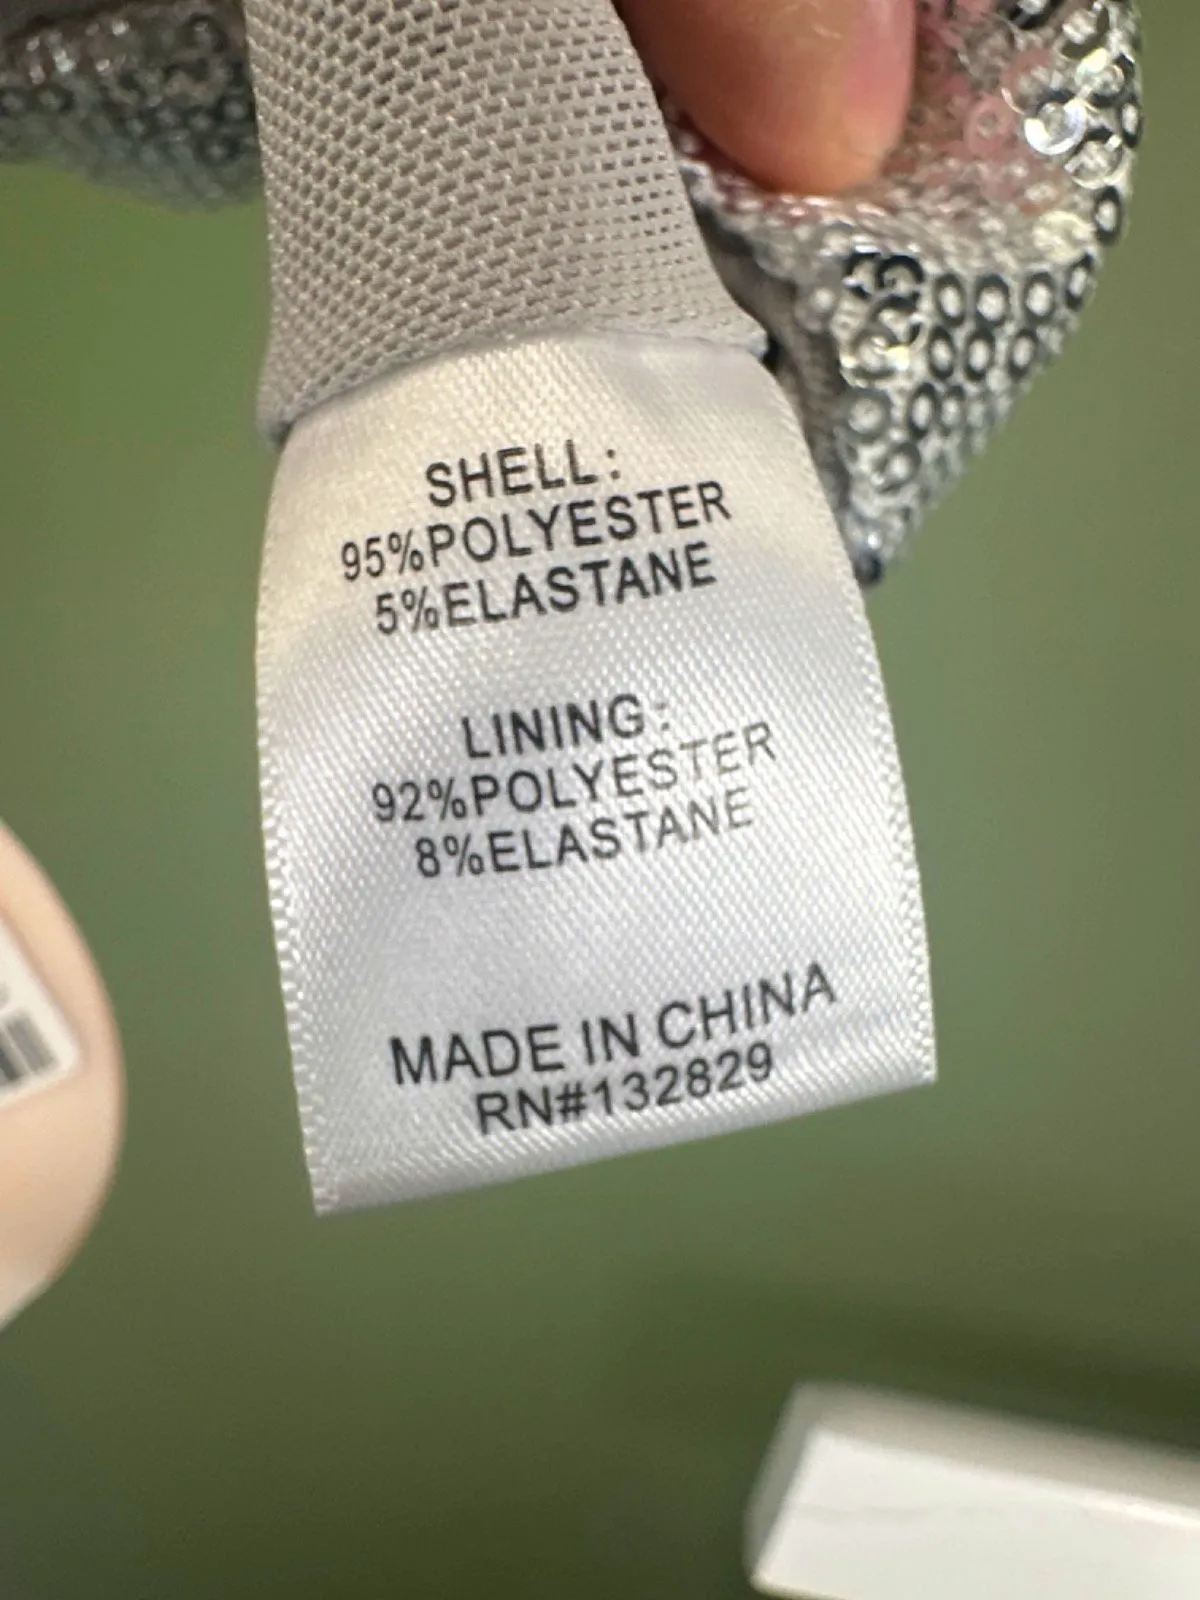 SHELL:
95%POLYESTER
5%ELASTANE
LINING:
92%POLYESTER
8%ELASTANE
MADE IN CHINA
RN#132829